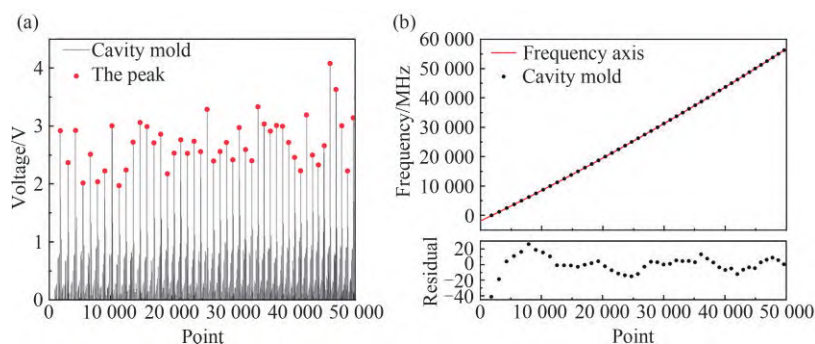 (a)
Cavity mold
The peak
Voltage/V
4
3
2
1
0
0 10 000 20 000 30 000 40 000 50 000
Point
(b)
Frequency axis
Cavity mold
Frequency/MHz
60 000
50 000
40 000
30 000
20 000
10 000
0
Residual
20
0
−20
−40
0 10 000 20 000 30 000 40 000 50 000
Point